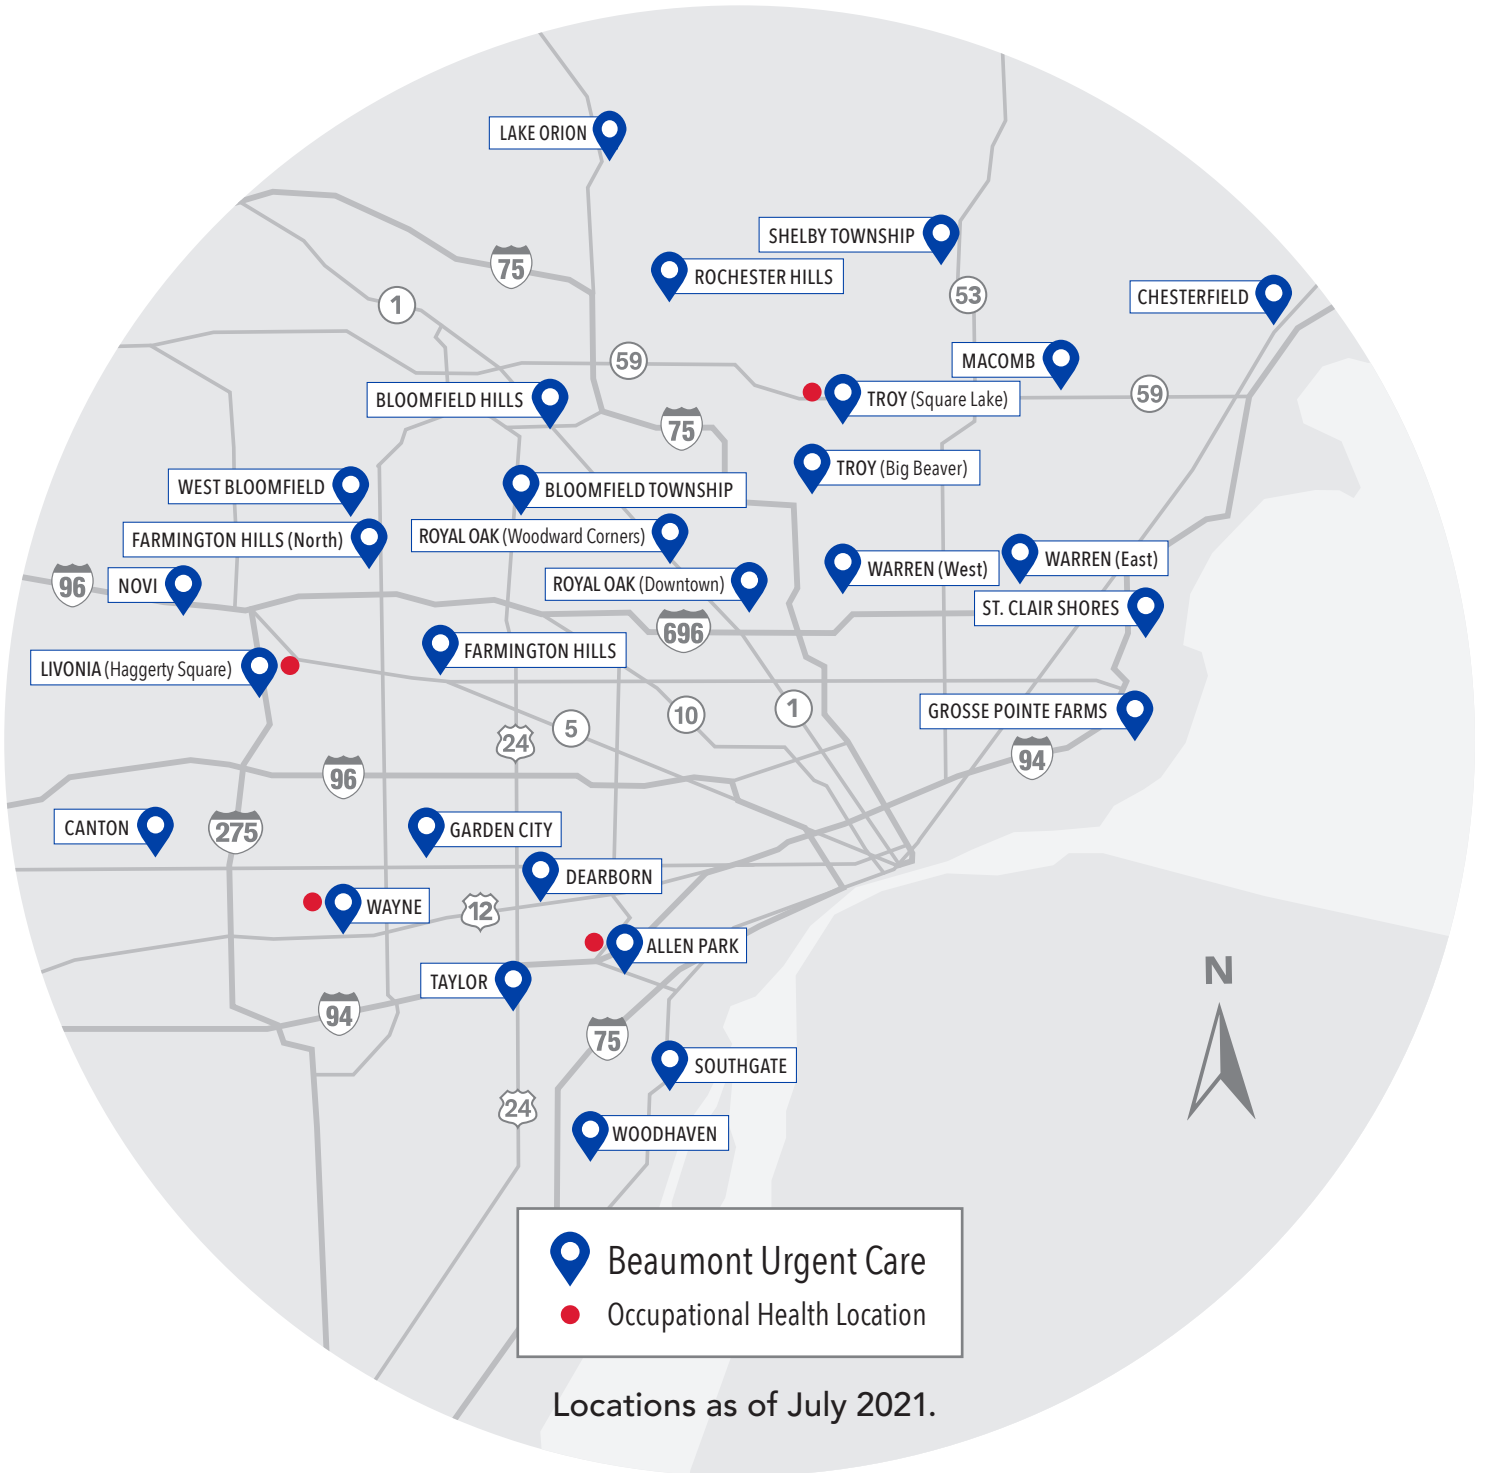 LAKE ORION
SHELBY TOWNSHIP
75
ROCHESTER HILLS
1
53
CHESTERFIELD
59
MACOMB
BLOOMFIELD HILLS
TROY (Square Lake)
59
75
TROY (Big Beaver)
WEST BLOOMFIELD
BLOOMFIELD TOWNSHIP
FARMINGTON HILLS (North)
ROYAL OAK (Woodward Corners)
WARREN (West)
WARREN (East)
96
NOVI
ROYAL OAK (Downtown)
ST. CLAIR SHORES
696
LIVONIA (Haggerty Square)
FARMINGTON HILLS
GROSSE POINTE FARMS
5
10
1
24
94
96
CANTON
275
GARDEN CITY
DEARBORN
WAYNE
12
ALLEN PARK
TAYLOR
N
94
75
SOUTHGATE
24
WOODHAVEN
Beaumont Urgent Care
Occupational Health Location
Locations as of July 2021.